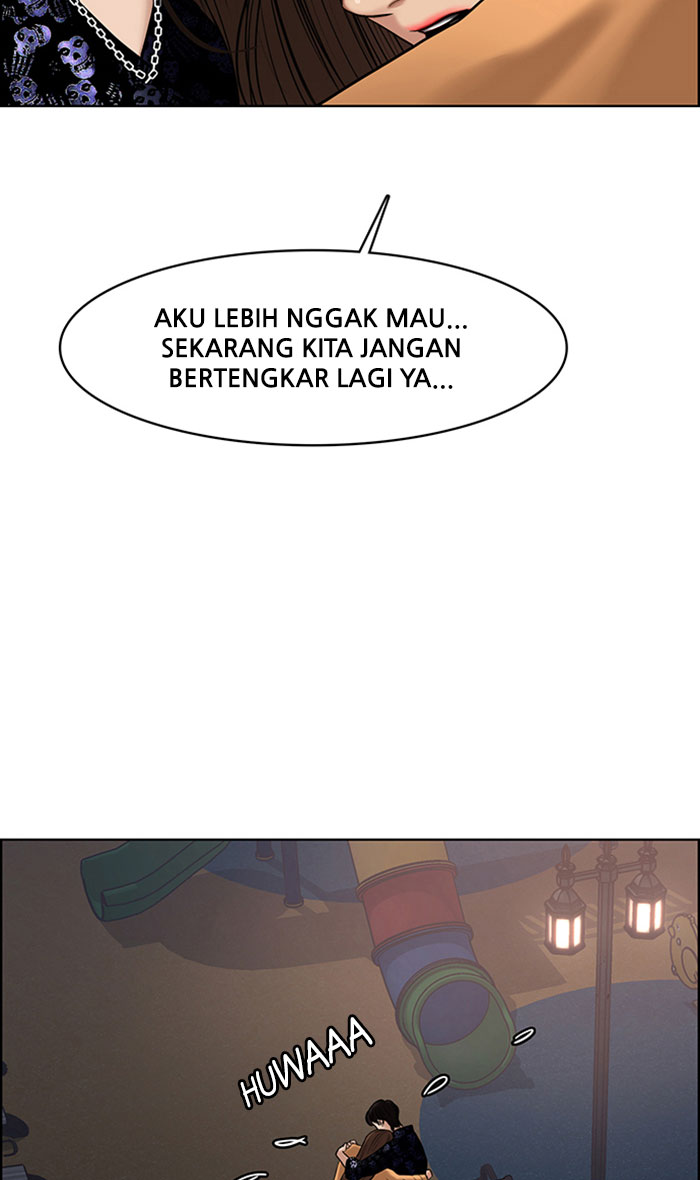 AKU LEBIH NGGAK MAU...
SEKARANG KITA JANGAN
BERTENGKAR LAGI YA...
HUWAAA